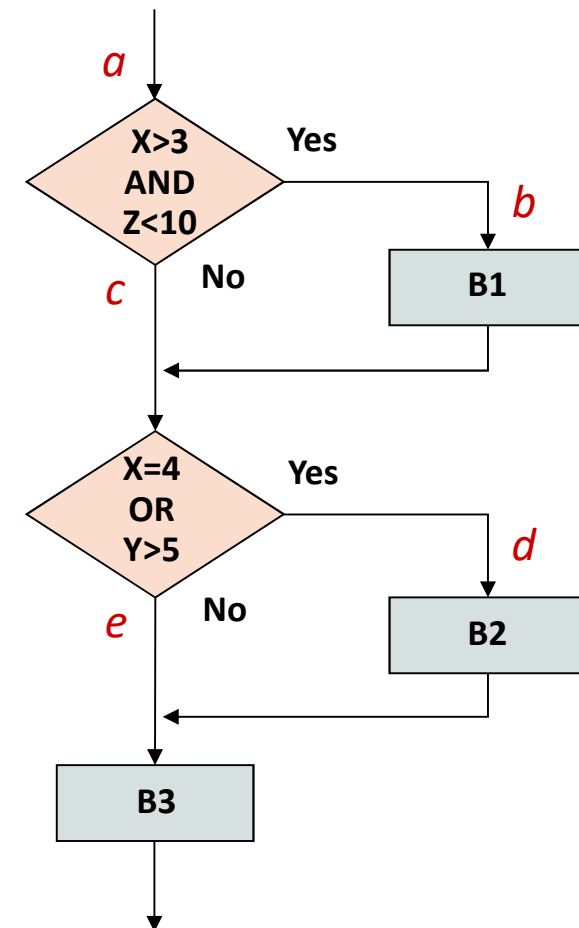 a
X>3
AND
Z<10
Yes
b
B1
c
No
X=4
OR
Y>5
Yes
d
B2
e
No
B3